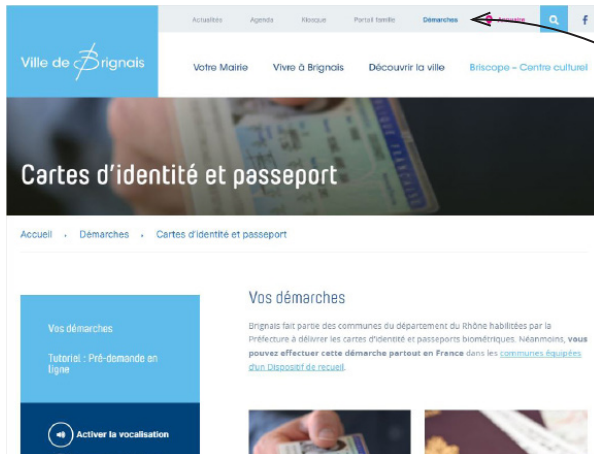 Actualités Agenda Kiosque Portail famille Démarches Annuaire f
Ville de Brignais
Votre Mairie Vivre à Brignais Découvrir la ville Briscope – Centre culturel
Cartes d'identité et passeport
Accueil • Démarches • Cartes d'identité et passeport
Vos démarches
Tutoriel : Pré-demande en
ligne
Activer la vocalisation
Vos démarches
Brignais fait partie des communes du département du Rhône habilitées par la
Préfecture à délivrer les cartes d'identité et passeports biométriques. Néanmoins, vous
pouvez effectuer cette démarche partout en France dans les communes équipées
d'un Dispositif de recueil.